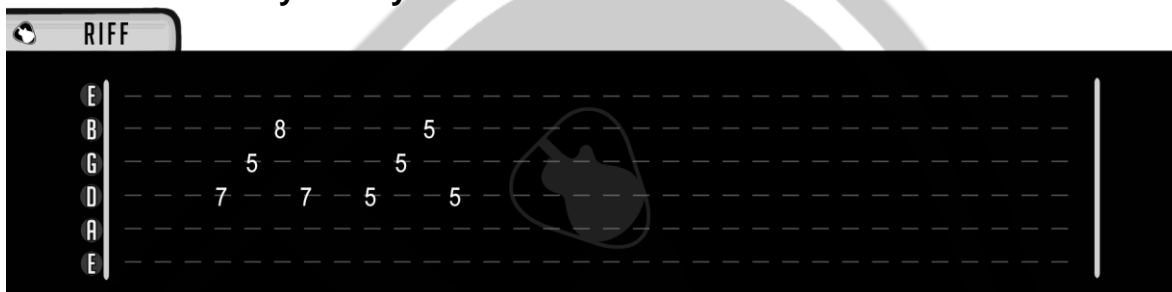 RIFF
E - - - - - - - - - - - - - - - - - - - - - - - - - - - - - - - -
B - - - - - 8 - - - - 5 - - - - - - - - - - - - - - - - - - - -
G - - - - 5 - - - - 5 - - - - - - - - - - - - - - - - - - - - -
D - - - 7 - - 7 - 5 - - 5 - - - - - - - - - - - - - - - - - - - -
A - - - - - - - - - - - - - - - - - - - - - - - - - - - - - - - -
E - - - - - - - - - - - - - - - - - - - - - - - - - - - - - - - -